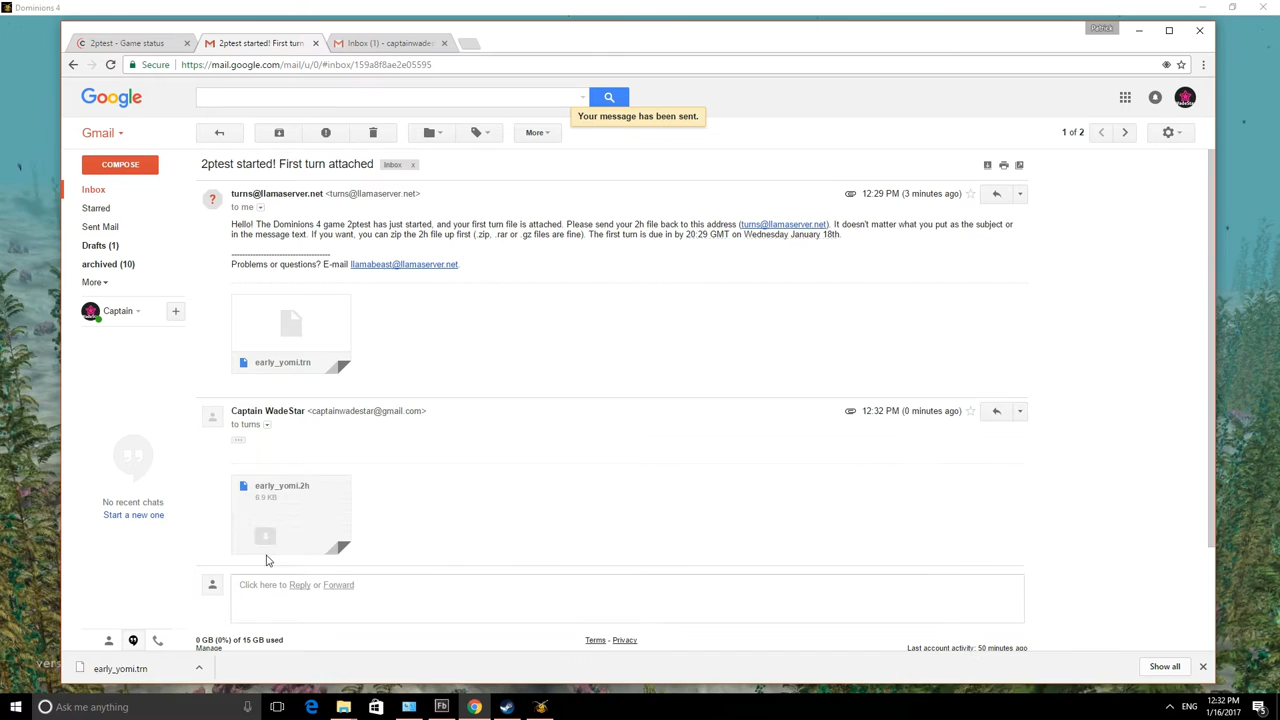 Dominions 4
Patrick
2ptest - Game status
2ptest started! First turn
Inbox (1) - captainwades
Secure
https://mail.google.com/mail/u/0/#inbox/159a8f8ae2e05595
Google
Your message has been sent.
Gmail
More
1 of 2
COMPOSE
2ptest started! First turn attached
Inbox x
Inbox
Starred
Sent Mail
Drafts (1)
archived (10)
More
Captain
turns@llamaserver.net <turns@llamaserver.net>
12:29 PM (3 minutes ago)
to me
Hello! The Dominions 4 game 2ptest has just started, and your first turn file is attached. Please send your 2h file back to this address (turns@llamaserver.net). It doesn't matter what you put as the subject or
in the message text. If you want, you can zip the 2h file up first (.zip, .rar or .gz files are fine). The first turn is due in by 20:29 GMT on Wednesday January 18th.
------------------------------------
Problems or questions? E-mail llamabeast@llamaserver.net.
early_yomi.trn
Captain WadeStar <captainwadestar@gmail.com>
12:32 PM (0 minutes ago)
to turns
early_yomi.2h
6.9 KB
No recent chats
Start a new one
Click here to Reply or Forward
0 GB (0%) of 15 GB used
Manage
Terms - Privacy
Last account activity: 50 minutes ago
vers
early_yomi.trn
Show all
Ask me anything
Fb
ENG
12:32 PM
1/16/2017